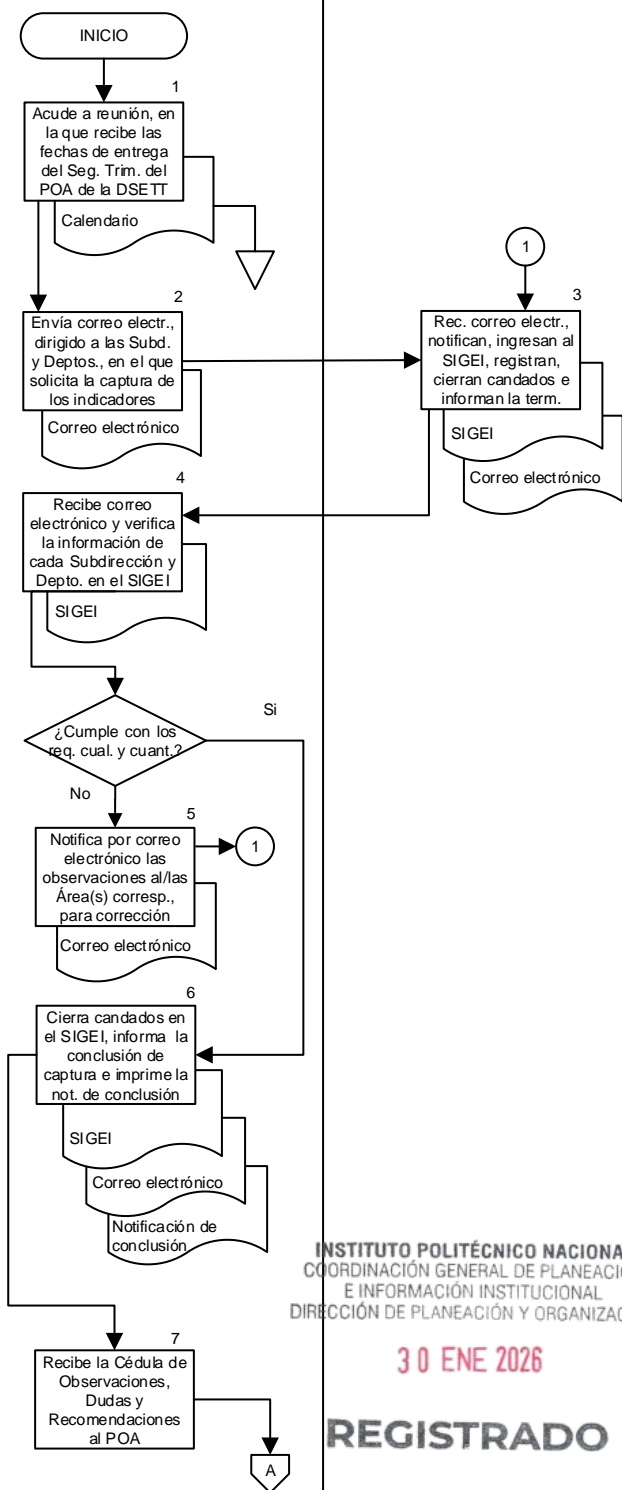 INICIO
1
Acude a reunión, en
la que recibe las
fechas de entrega
del Seg. Trim. del
POA de la DSETT
Calendario
2
Envía correo electr.,
dirigido a las Subd.
y Deptos., en el que
solicita la captura de
los indicadores
Correo electrónico
1
3
Rec. correo electr.,
notifican, ingresan al
SIGEI, registran,
cierran candados e
informan la term.
SIGEI
Correo electrónico
4
Recibe correo
electrónico y verifica
la información de
cada Subdirección y
Depto. en el SIGEI
SIGEI
¿Cumple con los
req. cual. y cuant.?
Si
No
5
Notifica por correo
electrónico las
observaciones al/las
Área(s) corresp.,
para corrección
1
Correo electrónico
6
Cierra candados en
el SIGEI, informa la
conclusión de
captura e imprime la
not. de conclusión
SIGEI
Correo electrónico
Notificación de
conclusión
7
Recibe la Cédula de
Observaciones,
Dudas y
Recomendaciones
al POA
A
INSTITUTO POLITÉCNICO NACIONA
COORDINACIÓN GENERAL DE PLANEACI
E INFORMACIÓN INSTITUCIONAL
DIRECCIÓN DE PLANEACIÓN Y ORGANIZA
30 ENE 2026
REGISTRADO